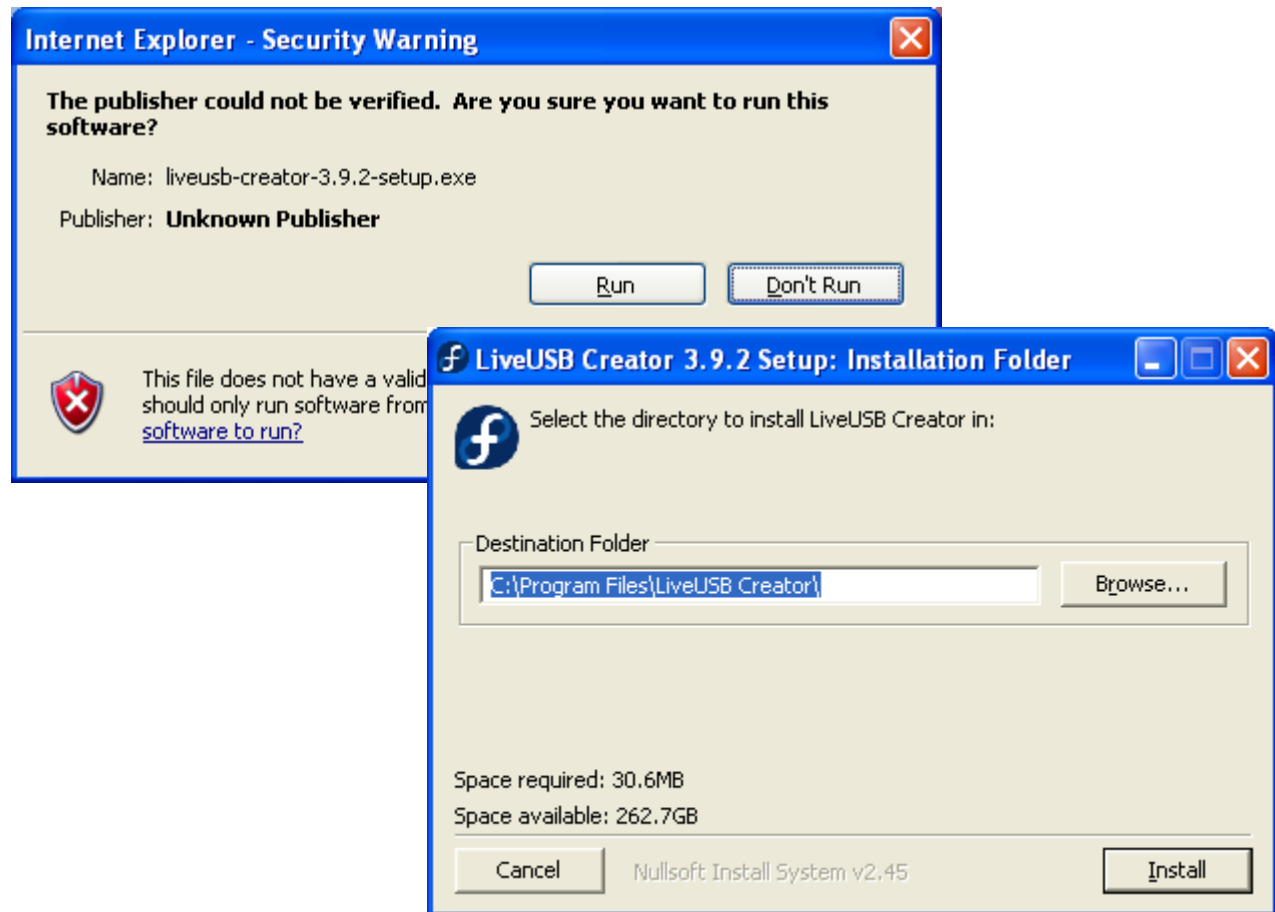 Internet Explorer - Security Warning
The publisher could not be verified.  Are you sure you want to run this
software?
Name: liveusb-creator-3.9.2-setup.exe
Publisher: Unknown Publisher
Run
Don't Run
This file does not have a valid
should only run software from
software to run?
LiveUSB Creator 3.9.2 Setup: Installation Folder
Select the directory to install LiveUSB Creator in:
Destination Folder
C:\Program Files\LiveUSB Creator\
Browse...
Space required: 30.6MB
Space available: 262.7GB
Cancel
Nullsoft Install System v2.45
Install